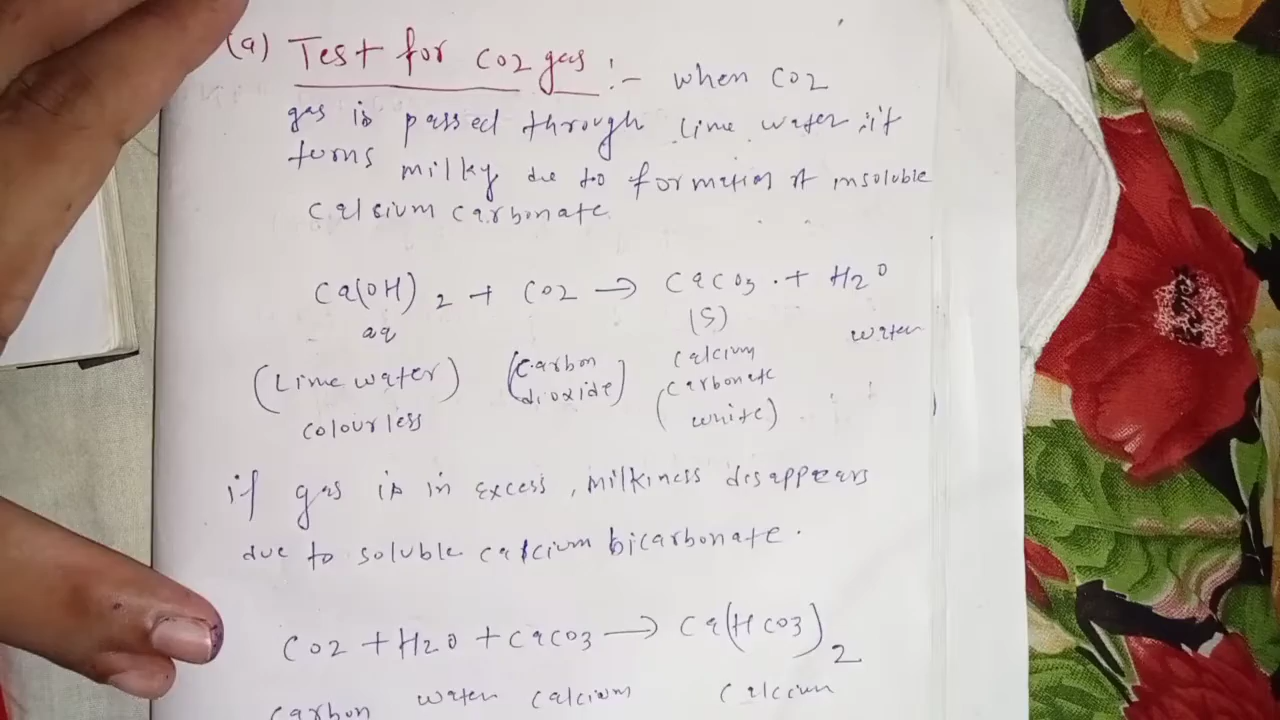 (a) Test for CO2 gas :- when CO2
gas is passed through lime water, it
turns milky due to formation of insoluble
calsium carbonate.
Ca(OH)2 + CO2 → CaCO3 + H2O
aq (s)
(Lime water) (carbon dioxide) calcium carbonate water
colourless (white)
if gas is in excess, milkiness disappears
due to soluble calcium bicarbonate.
CO2 + H2O + CaCO3 → Ca(HCO3)2
carbon water calcium calcium